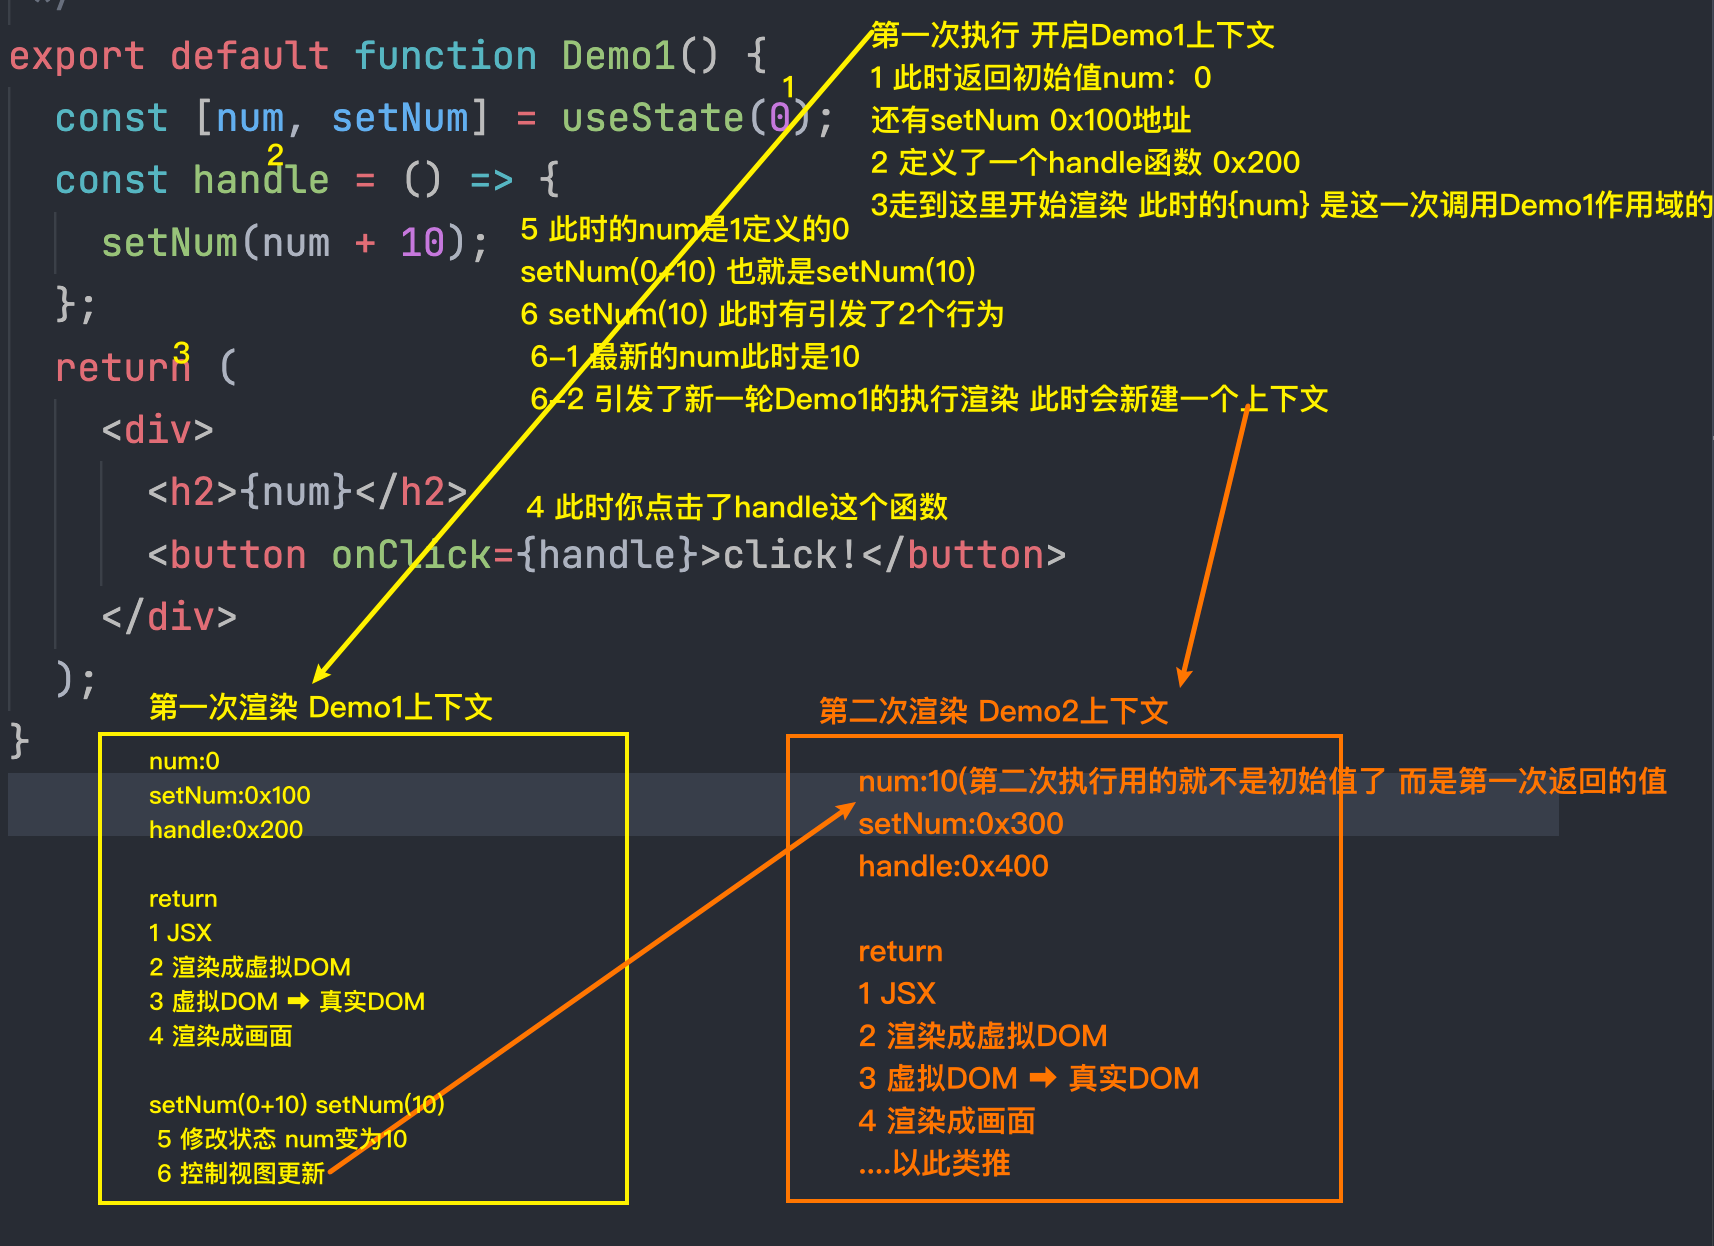 */
export default function Demo1() {
const [num, setNum] = useState(0);
const handle = () => {
setNum(num + 10);
};
return (
<div>
<h2>{num}</h2>
<button onClick={handle}>click!</button>
</div>
);
}
1
2
3
第一次执行 开启Demo1上下文
1 此时返回初始值num：0
还有setNum 0x100地址
2 定义了一个handle函数 0x200
3走到这里开始渲染 此时的{num} 是这一次调用Demo1作用域的
5 此时的num是1定义的0
setNum(0+10) 也就是setNum(10)
6 setNum(10) 此时有引发了2个行为
6-1 最新的num此时是10
6-2 引发了新一轮Demo1的执行渲染 此时会新建一个上下文
4 此时你点击了handle这个函数
第一次渲染 Demo1上下文
num:0
setNum:0x100
handle:0x200
return
1 JSX
2 渲染成虚拟DOM
3 虚拟DOM ➡ 真实DOM
4 渲染成画面
setNum(0+10) setNum(10)
5 修改状态 num变为10
6 控制视图更新
第二次渲染 Demo2上下文
num:10(第二次执行用的就不是初始值了 而是第一次返回的值
setNum:0x300
handle:0x400
return
1 JSX
2 渲染成虚拟DOM
3 虚拟DOM ➡ 真实DOM
4 渲染成画面
....以此类推